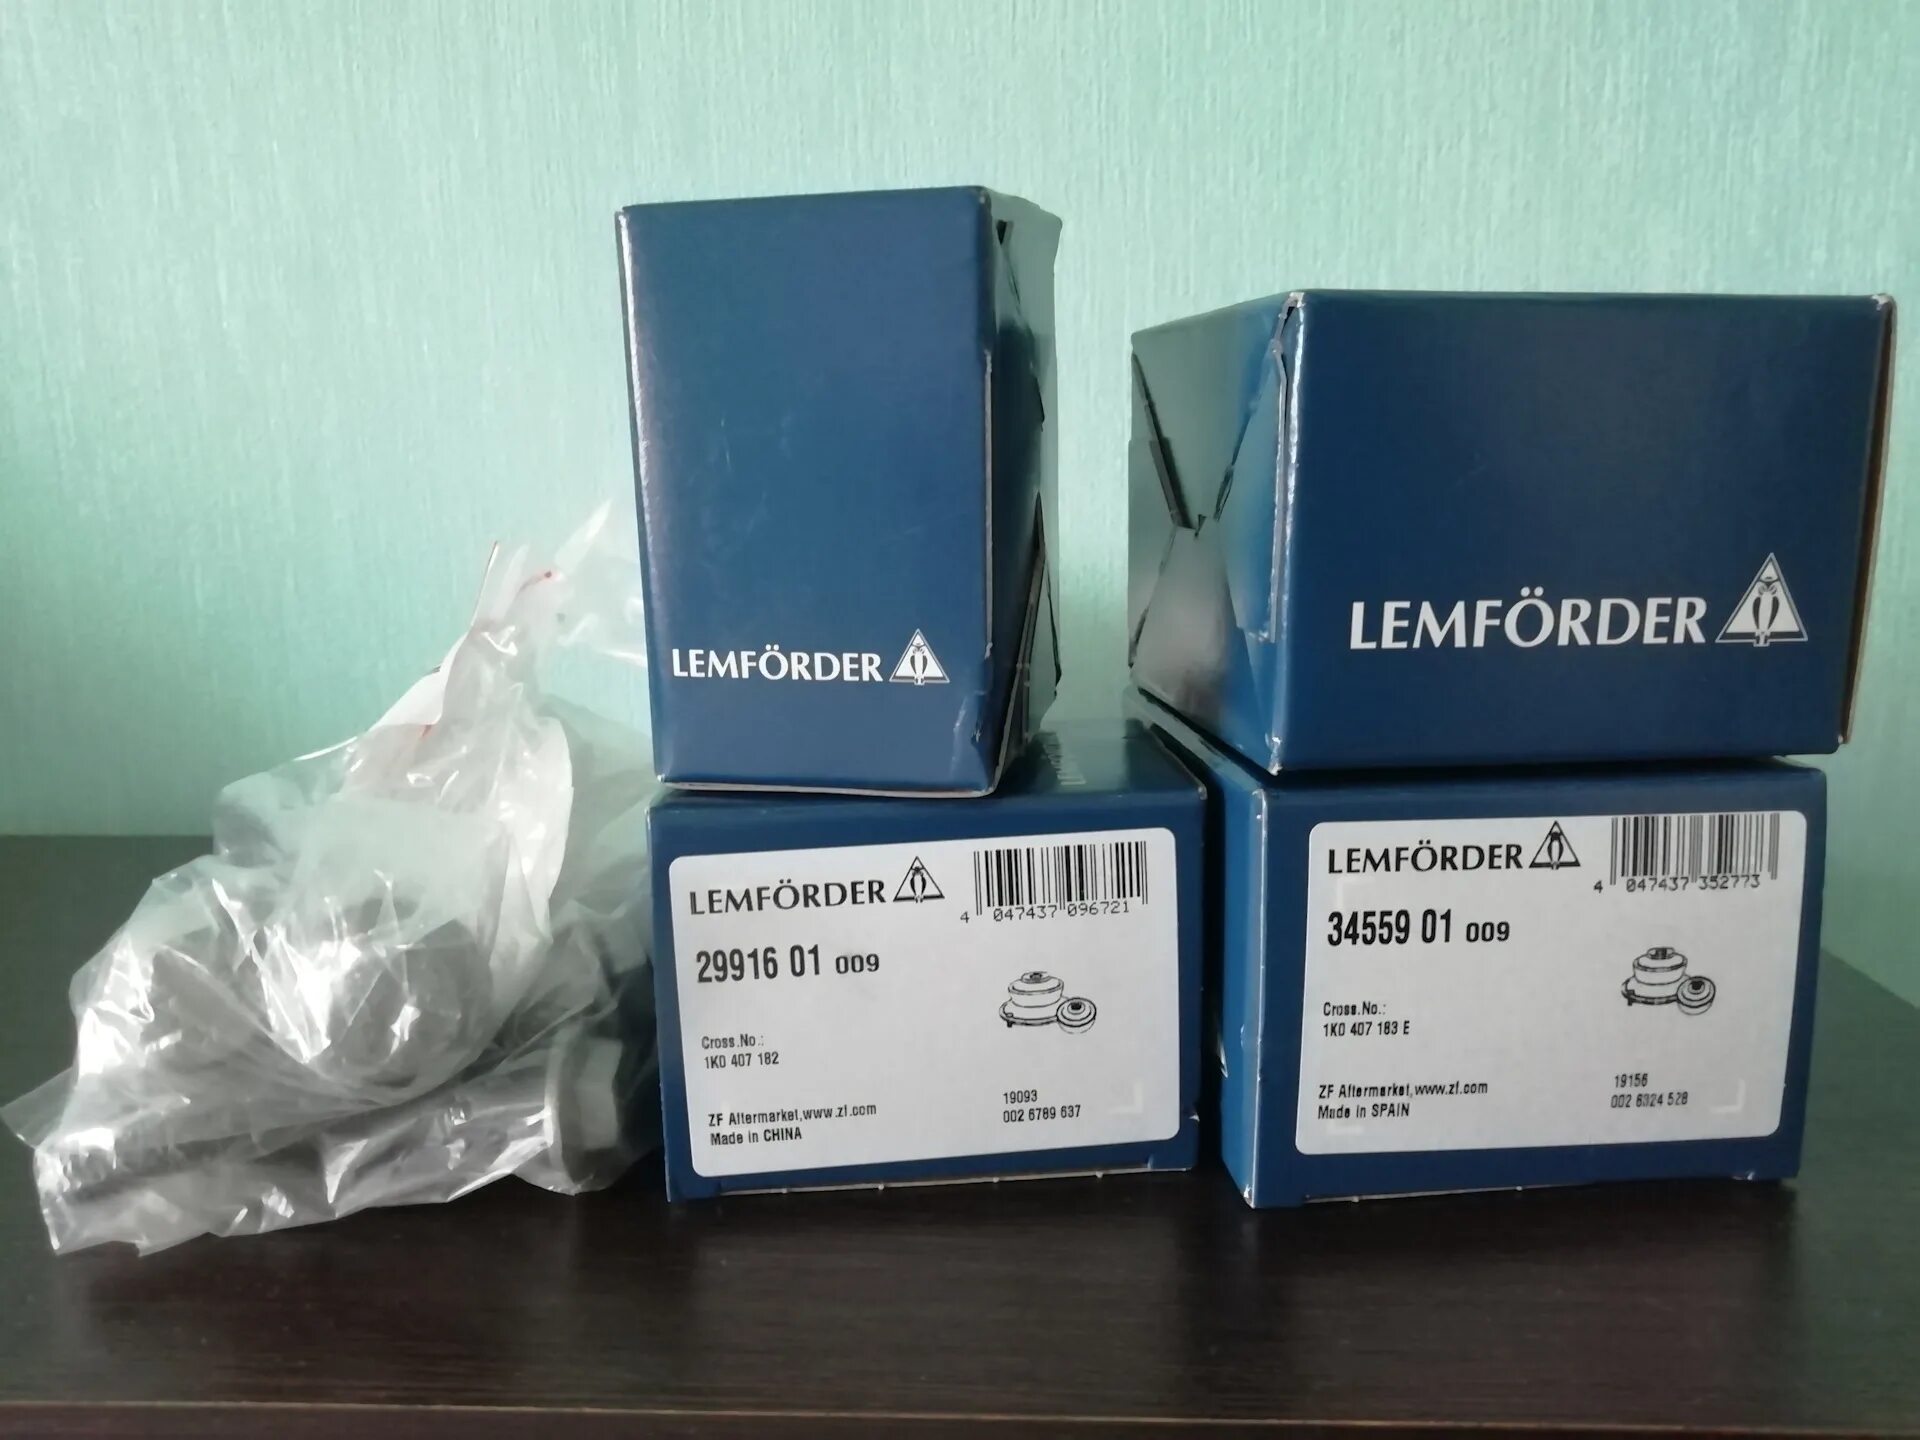 LEMFÖRDER
LEMFÖRDER
LEMFÖRDER
4 047437 096721
29916 01 009
Cross.No.:
1K0 407 182
19093
002 6789 637
ZF Aftermarket,www.zf.com
Made in CHINA
LEMFÖRDER
4 047437 352773
34559 01 009
Cross.No.:
1K0 407 183 E
19156
002 6324 528
ZF Aftermarket,www.zf.com
Made in SPAIN